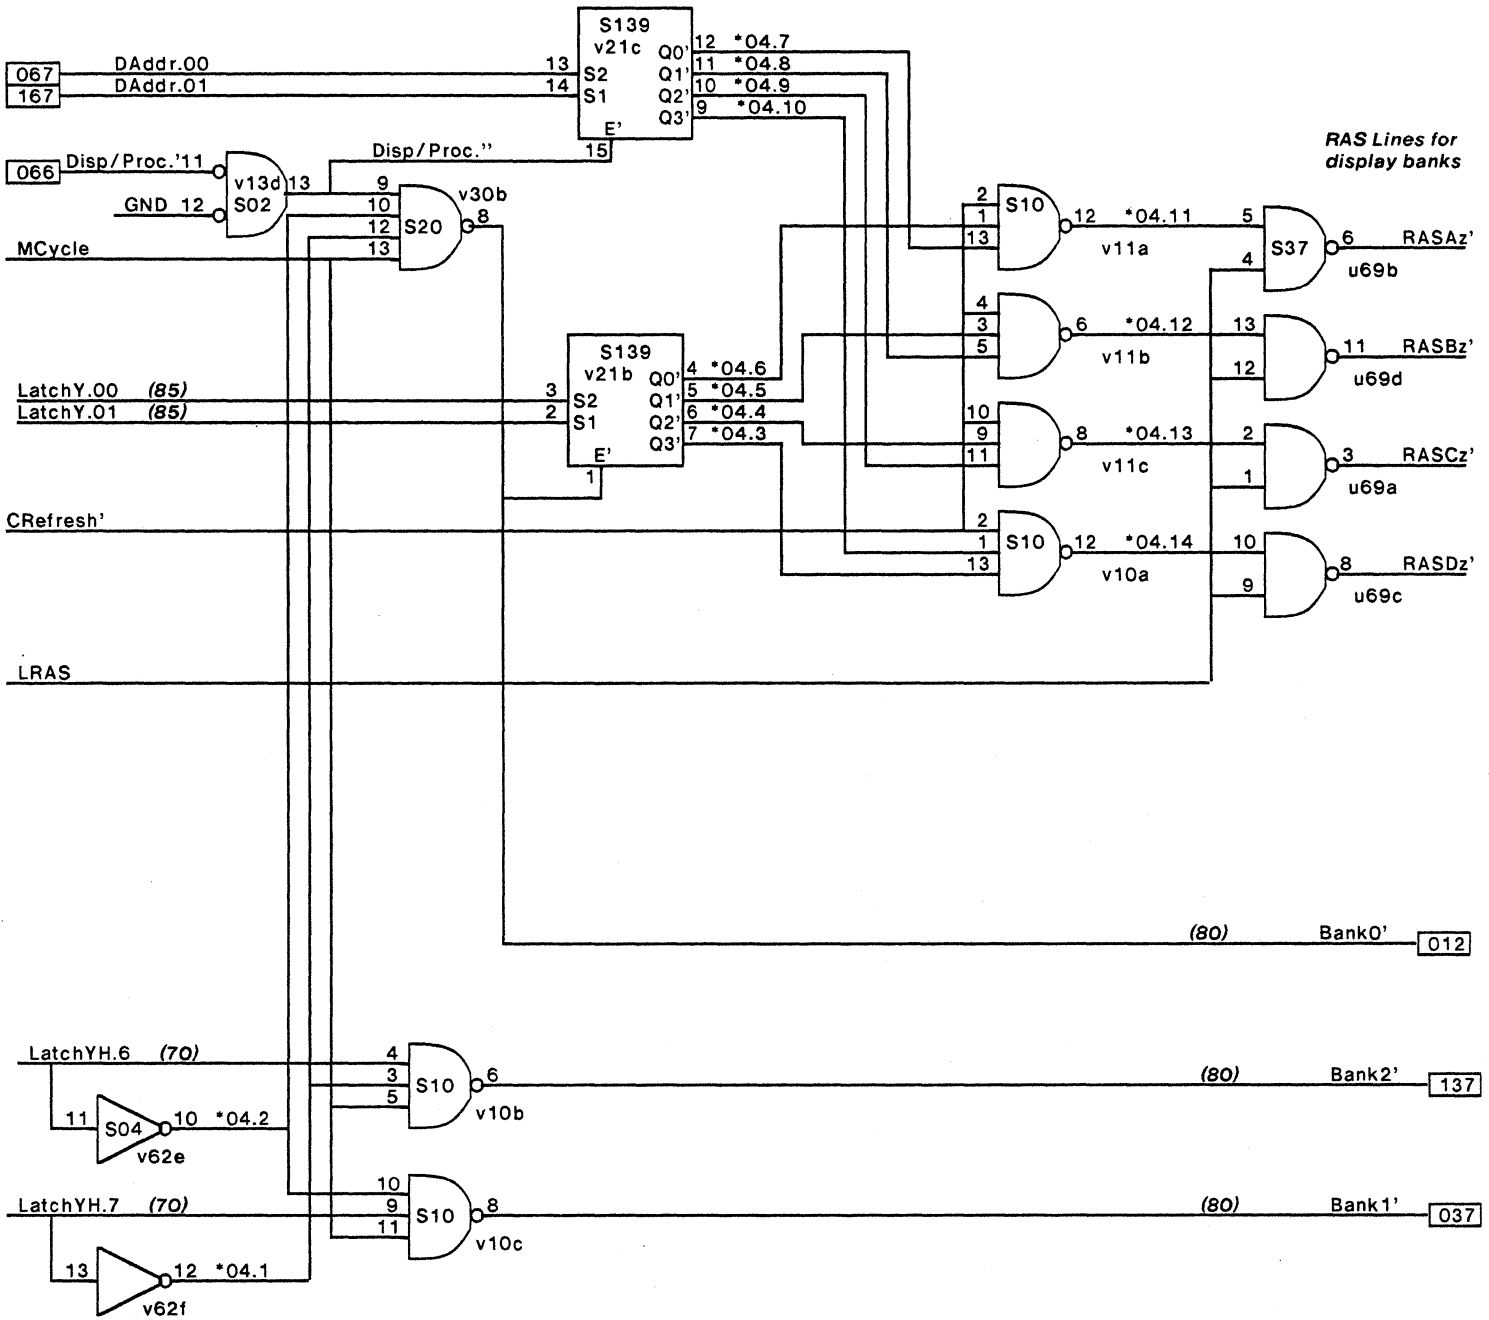 S139
v21c
067 DAddr.00 13 S2
167 DAddr.01 14 S1
Q0' 12 *04.7
Q1' 11 *04.8
Q2' 10 *04.9
Q3' 9 *04.10
E'
15
Disp/Proc.''
RAS Lines for
display banks
066 Disp/Proc.' 11
GND 12
v13d 13
S02
MCycle
9
10
12
13
S20
v30b
8
2
1
13
S10
12 *04.11
v11a
5
4
S37
6 RASAz'
u69b
4
3
5
6 *04.12
v11b
13
12
11 RASBz'
u69d
S139
v21b
LatchY.00 (85) 3 S2
LatchY.01 (85) 2 S1
Q0' 4 *04.6
Q1' 5 *04.5
Q2' 6 *04.4
Q3' 7 *04.3
E'
1
10
9
11
8 *04.13
v11c
2
1
3 RASCz'
u69a
CRefresh'
2
1
13
S10
12 *04.14
v10a
10
9
8 RASDz'
u69c
LRAS
(80) Bank0' 012
LatchYH.6 (70) 4
3
5
S10
6
v10b
(80) Bank2' 137
11 S04 10 *04.2
v62e
LatchYH.7 (70)
10
9
11
S10
8
v10c
(80) Bank1' 037
13 12 *04.1
v62f